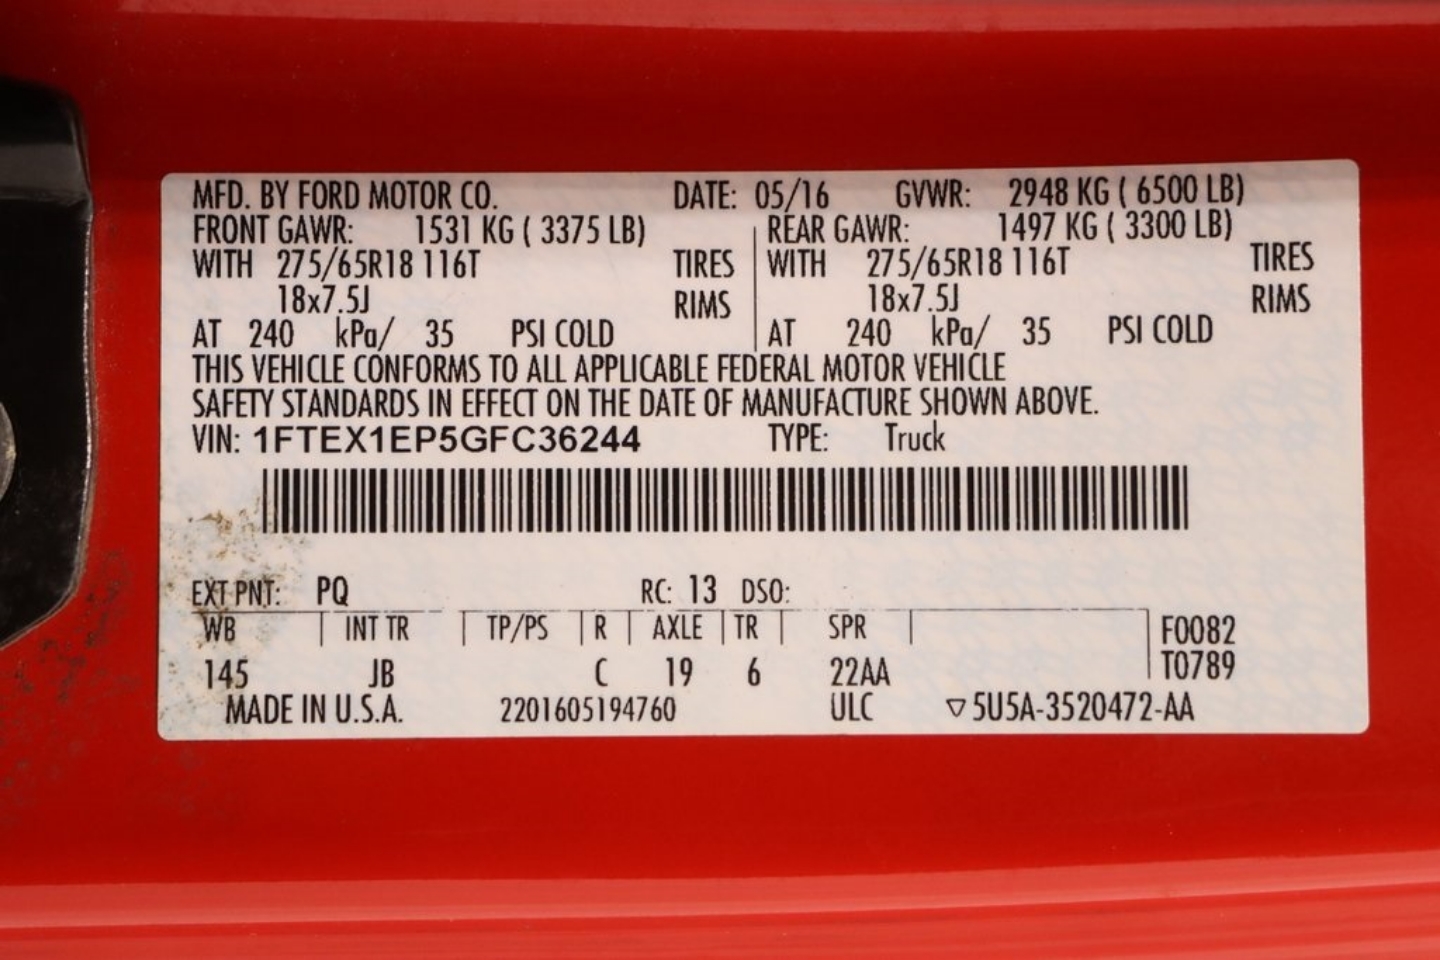 MFD. BY FORD MOTOR CO. DATE: 05/16 GVWR: 2948 KG ( 6500 LB)
FRONT GAWR: 1531 KG ( 3375 LB) REAR GAWR: 1497 KG ( 3300 LB)
WITH 275/65R18 116T TIRES WITH 275/65R18 116T TIRES
18x7.5J RIMS 18x7.5J RIMS
AT 240 kPa/ 35 PSI COLD AT 240 kPa/ 35 PSI COLD
THIS VEHICLE CONFORMS TO ALL APPLICABLE FEDERAL MOTOR VEHICLE
SAFETY STANDARDS IN EFFECT ON THE DATE OF MANUFACTURE SHOWN ABOVE.
VIN: 1FTEX1EP5GFC36244 TYPE: Truck
EXT PNT: PQ RC: 13 DSO:
WB INT TR TP/PS R AXLE TR SPR F0082
145 JB C 19 6 22AA T0789
MADE IN U.S.A. 2201605194760 ULC ▽5U5A-3520472-AA